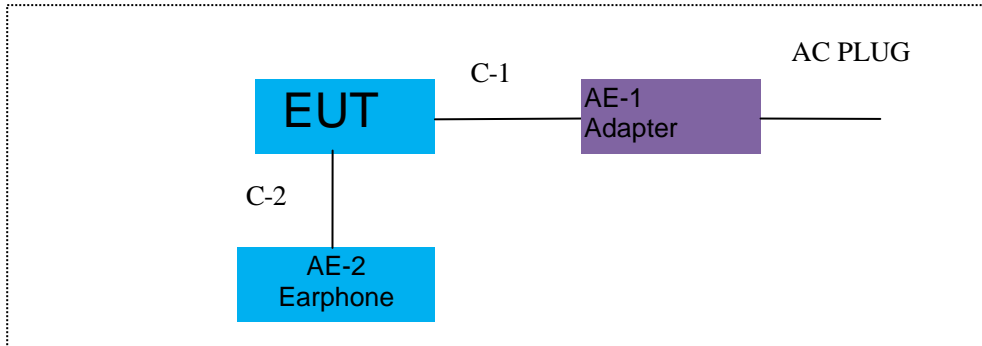 AC PLUG
C-1
EUT
AE-1
Adapter
C-2
AE-2
Earphone